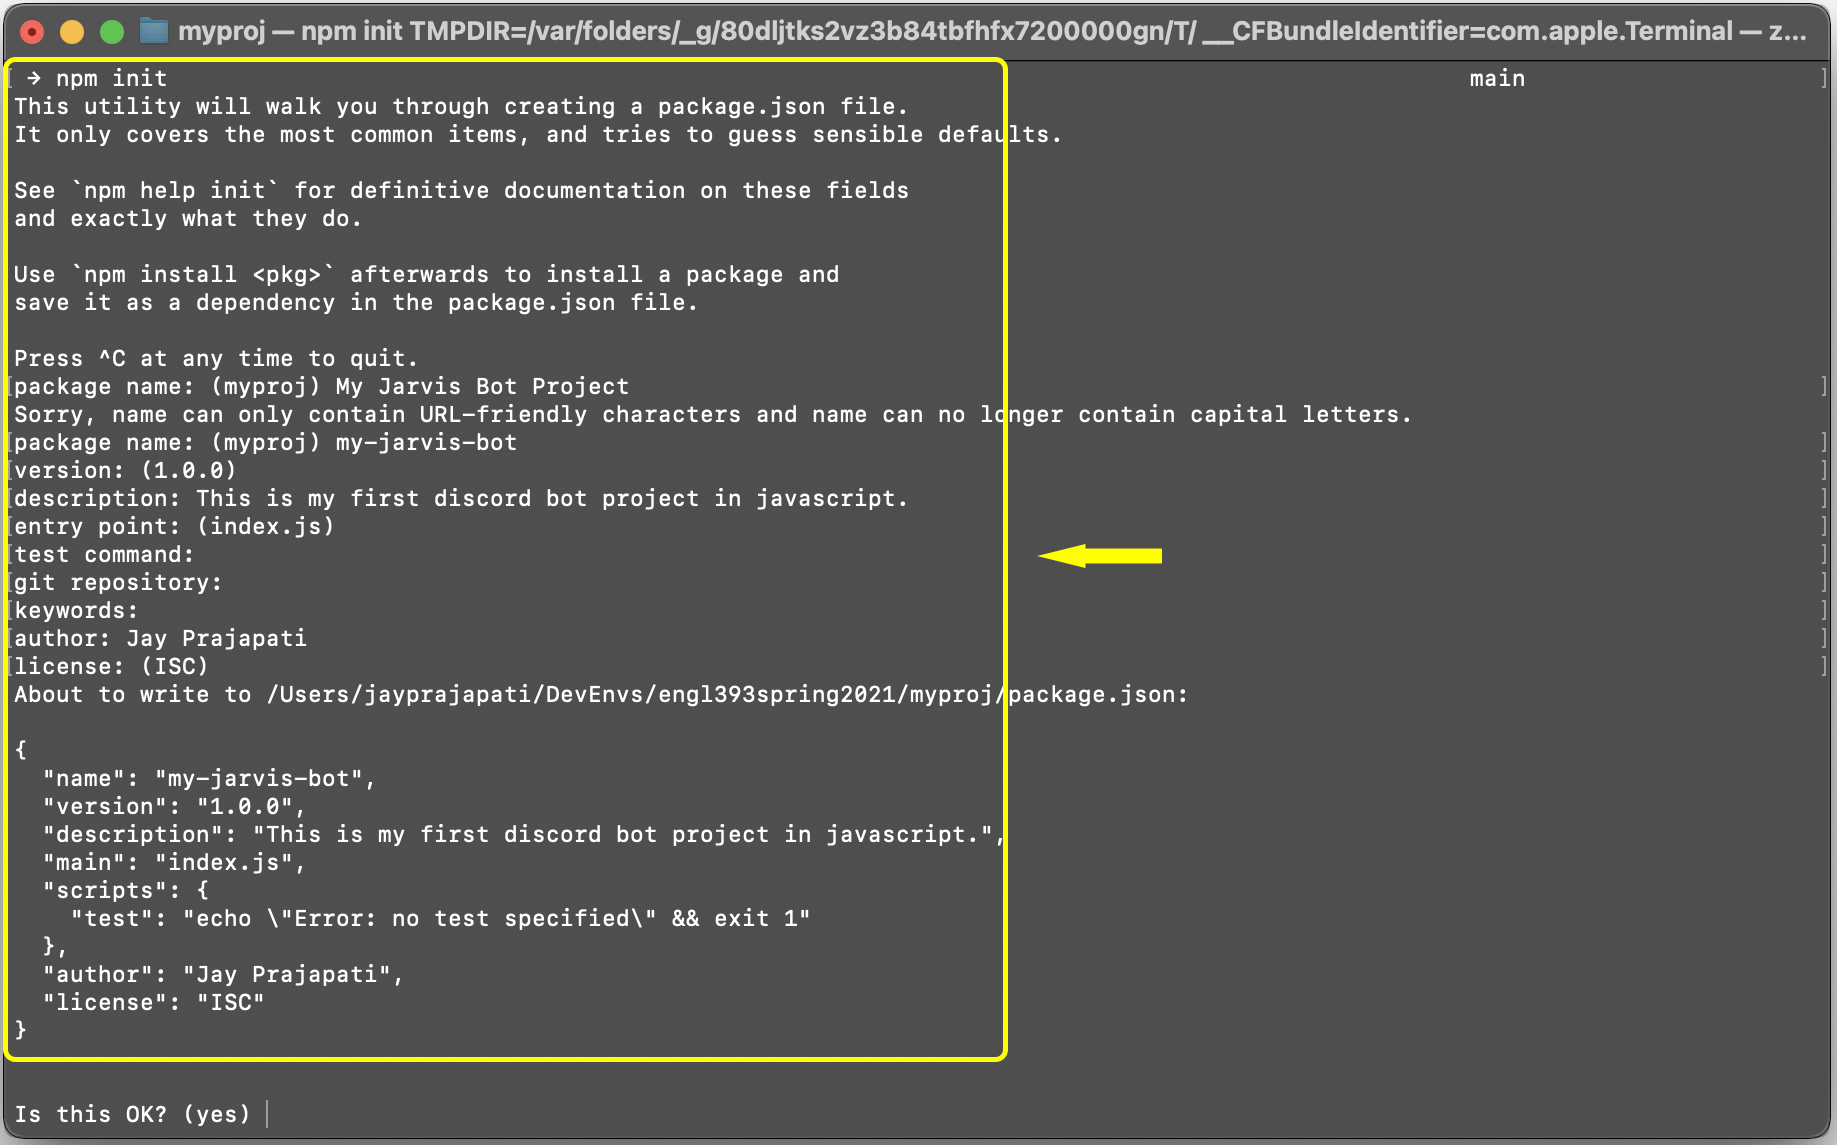 myproj — npm init TMPDIR=/var/folders/_g/80dljtks2vz3b84tbfhfx7200000gn/T/ __CFBundleIdentifier=com.apple.Terminal — z...
[ → npm init main ]
This utility will walk you through creating a package.json file.
It only covers the most common items, and tries to guess sensible defaults.
See `npm help init` for definitive documentation on these fields
and exactly what they do.
Use `npm install <pkg>` afterwards to install a package and
save it as a dependency in the package.json file.
Press ^C at any time to quit.
[package name: (myproj) My Jarvis Bot Project ]
Sorry, name can only contain URL-friendly characters and name can no longer contain capital letters.
[package name: (myproj) my-jarvis-bot ]
[version: (1.0.0) ]
[description: This is my first discord bot project in javascript. ]
[entry point: (index.js) ]
[test command: ]
[git repository: ]
[keywords: ]
[author: Jay Prajapati ]
[license: (ISC) ]
About to write to /Users/jayprajapati/DevEnvs/engl393spring2021/myproj/package.json:
{
  "name": "my-jarvis-bot",
  "version": "1.0.0",
  "description": "This is my first discord bot project in javascript.",
  "main": "index.js",
  "scripts": {
    "test": "echo \"Error: no test specified\" && exit 1"
  },
  "author": "Jay Prajapati",
  "license": "ISC"
}
Is this OK? (yes)